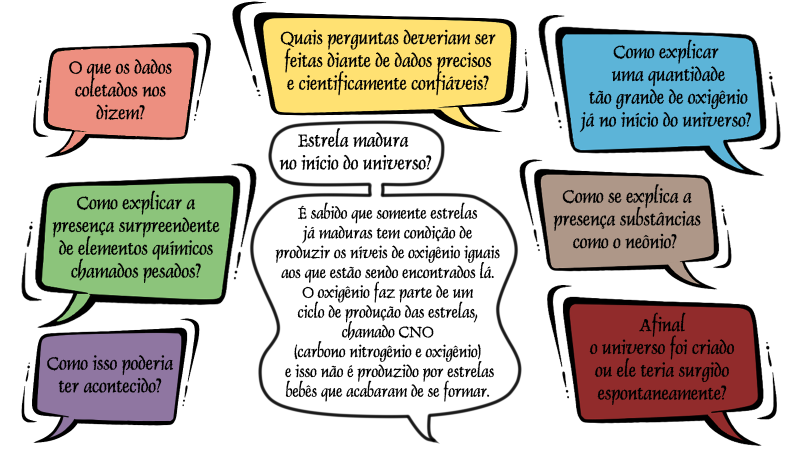 O que os dados
coletados nos
dizem?
Quais perguntas deveriam ser
feitas diante de dados precisos
e cientificamente confiáveis?
Como explicar
uma quantidade
tão grande de oxigênio
já no início do universo?
Estrela madura
no início do universo?
É sabido que somente estrelas
já maduras tem condição de
produzir os níveis de oxigênio iguais
aos que estão sendo encontrados lá.
O oxigênio faz parte de um
ciclo de produção das estrelas,
chamado CNO
(carbono nitrogênio e oxigênio)
e isso não é produzido por estrelas
bebês que acabaram de se formar.
Como explicar a
presença surpreendente
de elementos químicos
chamados pesados?
Como se explica a
presença substâncias
como o neônio?
Como isso poderia
ter acontecido?
Afinal
o universo foi criado
ou ele teria surgido
espontaneamente?